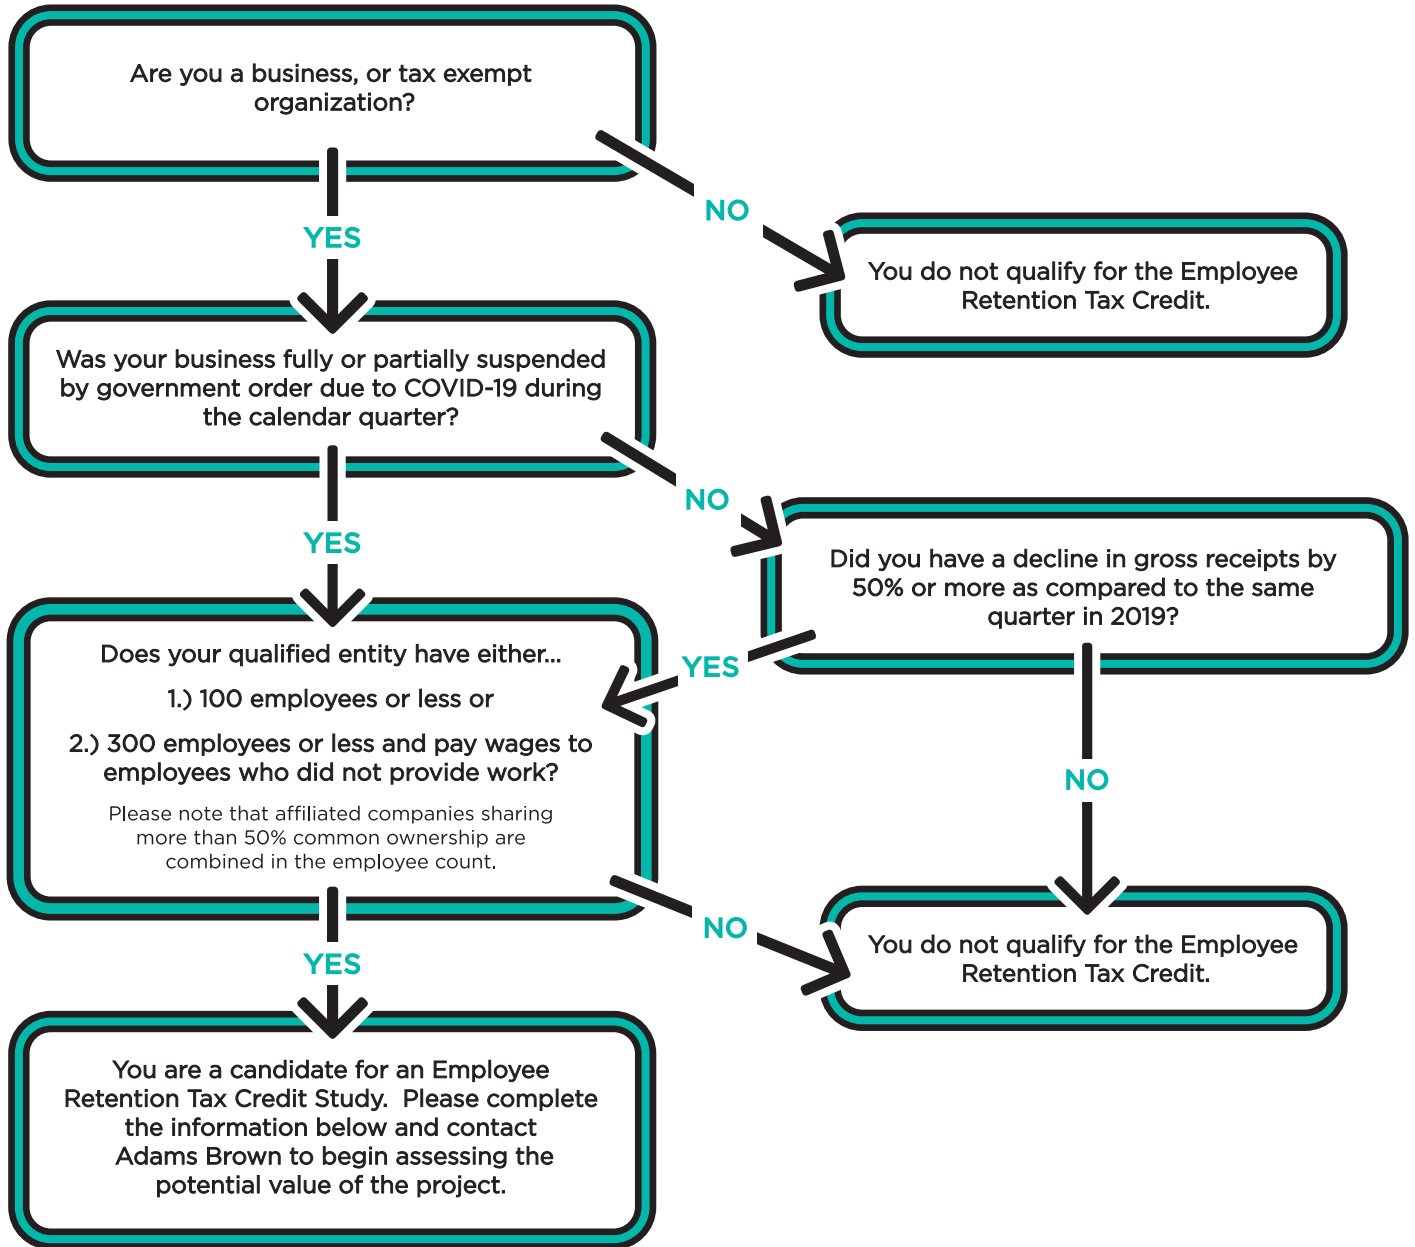 Are you a business, or tax exempt
organization?
NO
YES
You do not qualify for the Employee
Retention Tax Credit.
Was your business fully or partially suspended
by government order due to COVID-19 during
the calendar quarter?
NO
YES
Did you have a decline in gross receipts by
50% or more as compared to the same
quarter in 2019?
YES
NO
Does your qualified entity have either...
1.) 100 employees or less or
2.) 300 employees or less and pay wages to
employees who did not provide work?
Please note that affiliated companies sharing
more than 50% common ownership are
combined in the employee count.
NO
YES
You do not qualify for the Employee
Retention Tax Credit.
You are a candidate for an Employee
Retention Tax Credit Study.  Please complete
the information below and contact
Adams Brown to begin assessing the
potential value of the project.